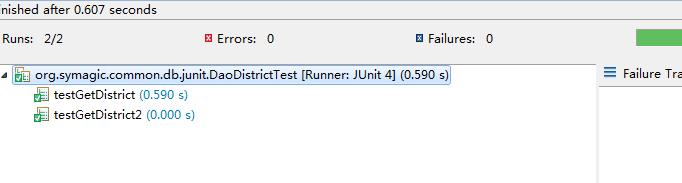 inished after 0.607 seconds
Runs: 2/2 Errors: 0 Failures: 0
org.symagic.common.db.junit.DaoDistrictTest [Runner: JUnit 4] (0.590 s)
Failure Tra
testGetDistrict (0.590 s)
testGetDistrict2 (0.000 s)